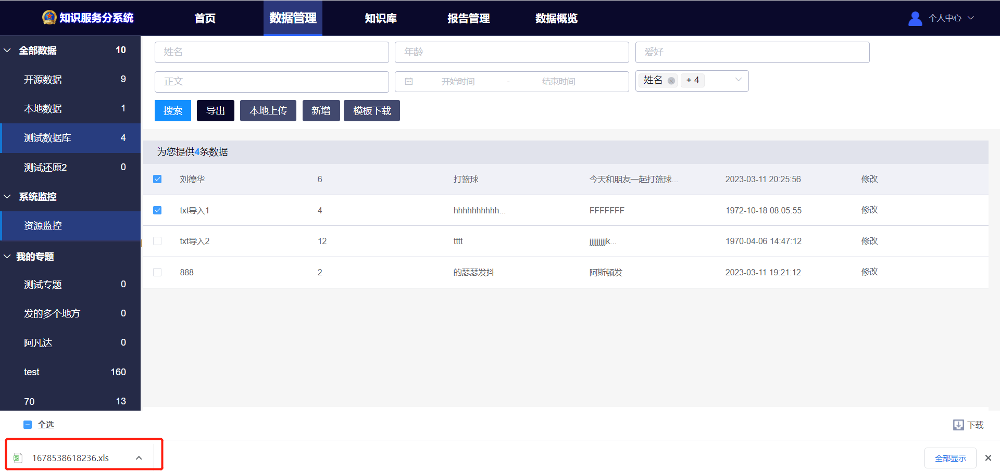 知识服务分系统
首页
数据管理
知识库
报告管理
数据概览
个人中心
全部数据 10
开源数据 9
本地数据 1
测试数据库 4
测试还原2 0
系统监控
资源监控
我的专题
测试专题 0
发的多个地方 0
阿凡达 0
test 160
70 13
姓名
年龄
爱好
正文
开始时间 - 结束时间
姓名 + 4
搜索
导出
本地上传
新增
模板下载
为您提供4条数据
刘德华 6 打篮球 今天和朋友一起打篮球... 2023-03-11 20:25:56 修改
txt导入1 4 hhhhhhhhhh... FFFFFFF 1972-10-18 08:05:55 修改
txt导入2 12 tttt jjjjjjjjjk... 1970-04-06 14:47:12 修改
888 2 的瑟瑟发抖 阿斯顿发 2023-03-11 19:21:12 修改
全选
下载
1678538618236.xls
全部显示